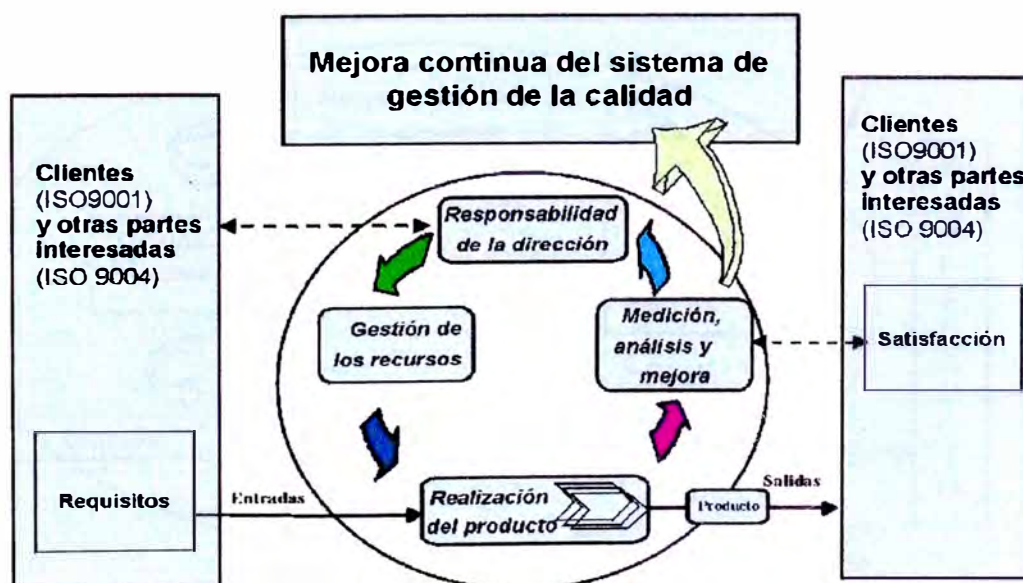 Mejora continua del sistema de
gestión de la calidad
Clientes
(ISO9001)
y otras partes
interesadas
(ISO 9004)
Requisitos
Entradas
Responsabilidad
de la dirección
Gestión de
los recursos
Medición,
análisis y
mejora
Realización
del producto
Producto
Salidas
Clientes
(ISO9001)
y otras partes
interesadas
(ISO 9004)
Satisfacción